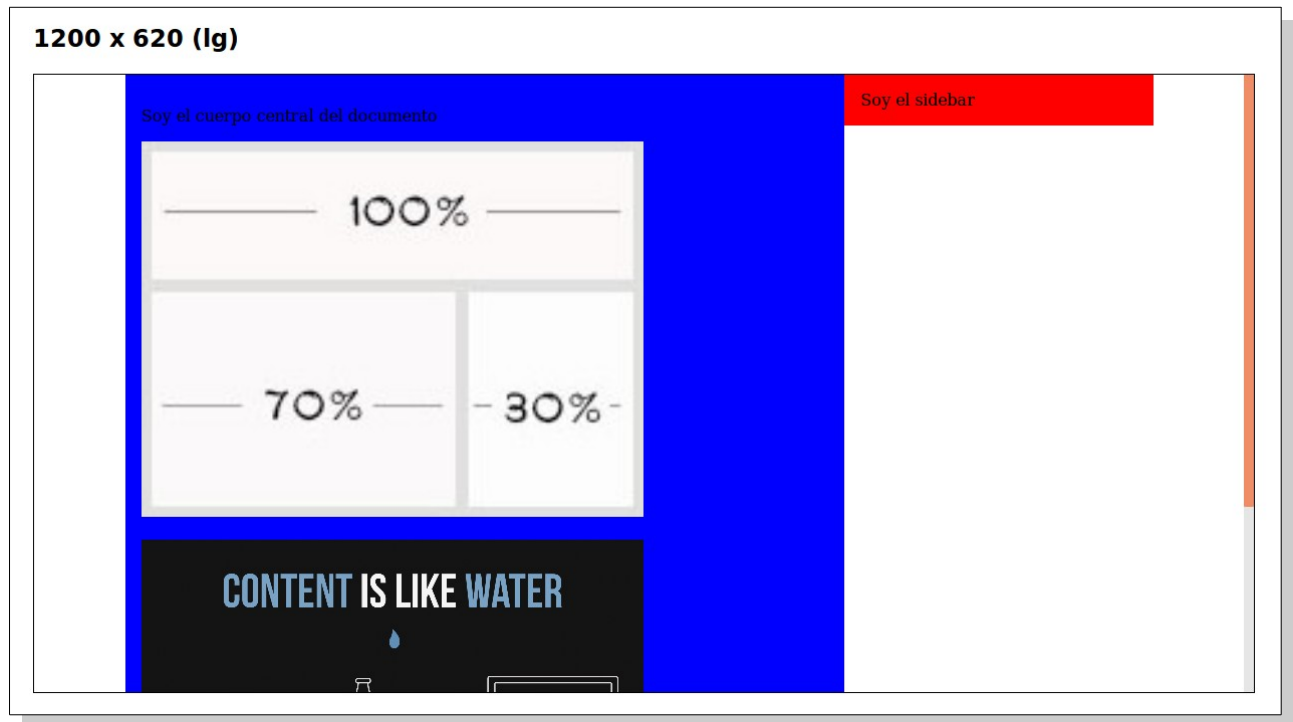 1200 x 620 (lg)
Soy el cuerpo central del documento
Soy el sidebar
100%
70%
30%
CONTENT IS LIKE WATER